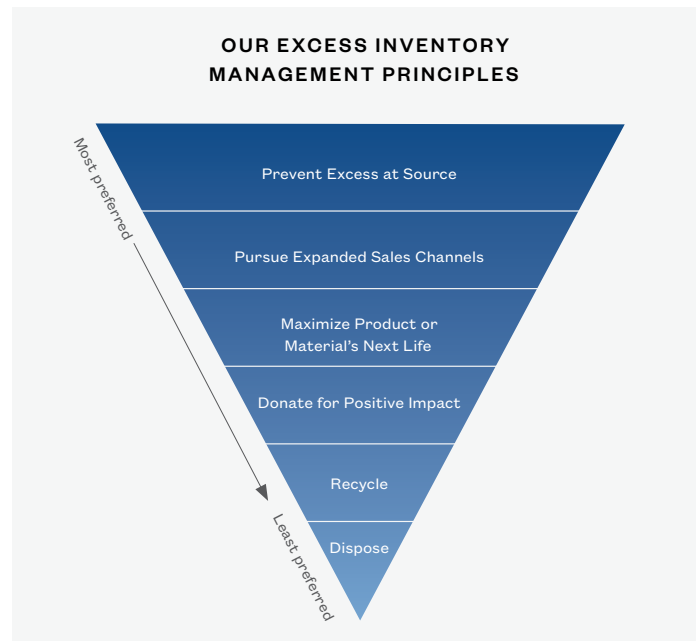 OUR EXCESS INVENTORY
MANAGEMENT PRINCIPLES
Most preferred
Prevent Excess at Source
Pursue Expanded Sales Channels
Maximize Product or
Material's Next Life
Donate for Positive Impact
Recycle
Dispose
Least preferred